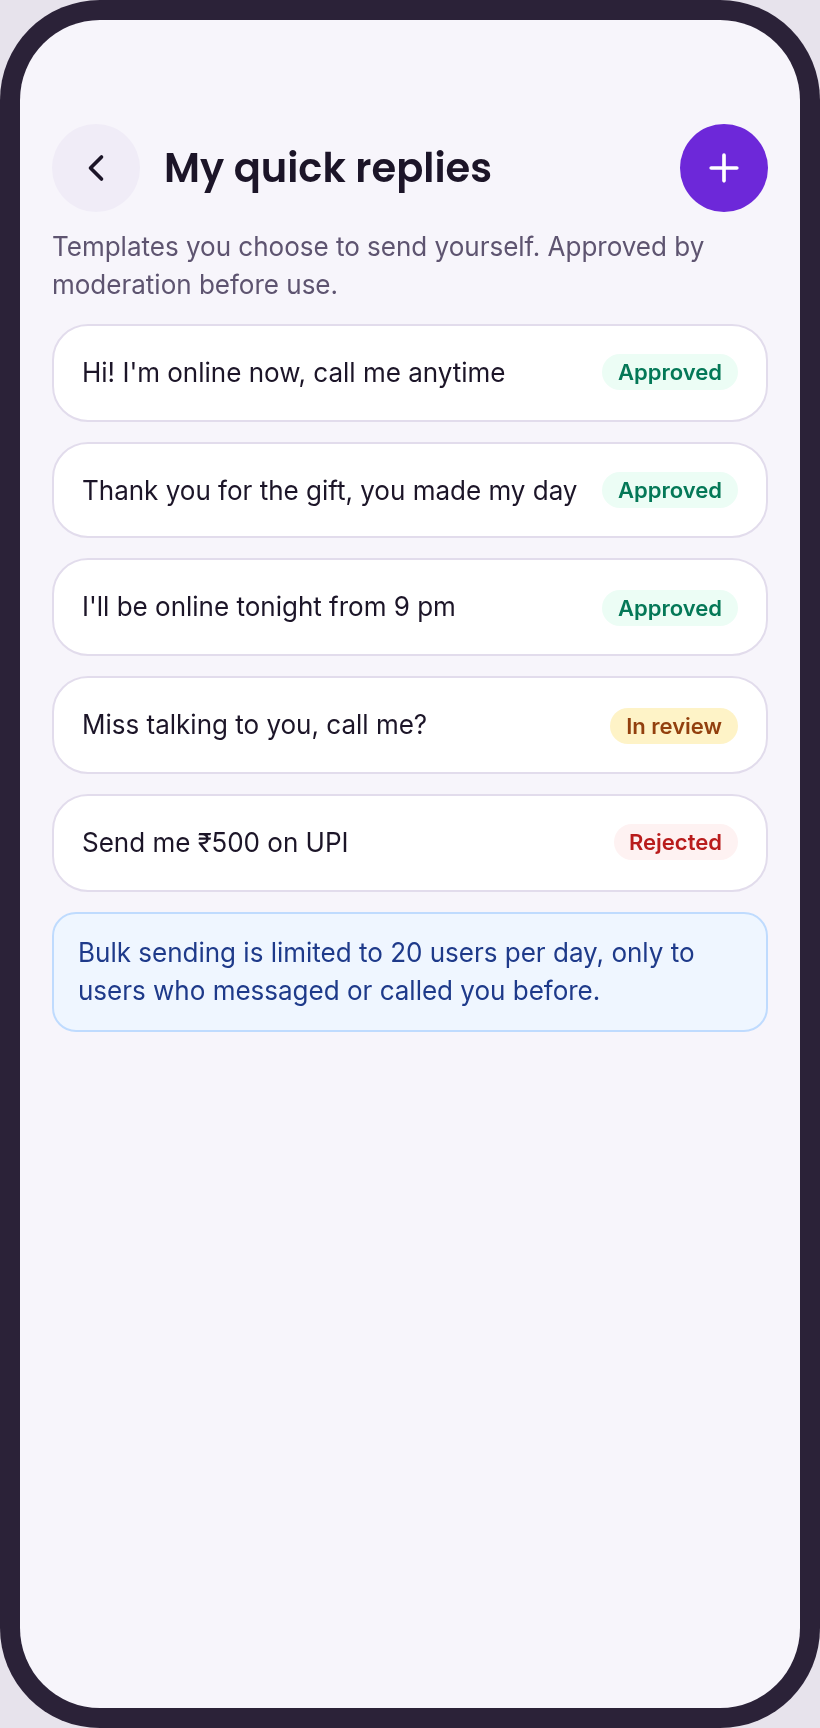 My quick replies
Templates you choose to send yourself. Approved by
moderation before use.
Hi! I'm online now, call me anytime Approved
Thank you for the gift, you made my day Approved
I'll be online tonight from 9 pm Approved
Miss talking to you, call me? In review
Send me ₹500 on UPI Rejected
Bulk sending is limited to 20 users per day, only to
users who messaged or called you before.